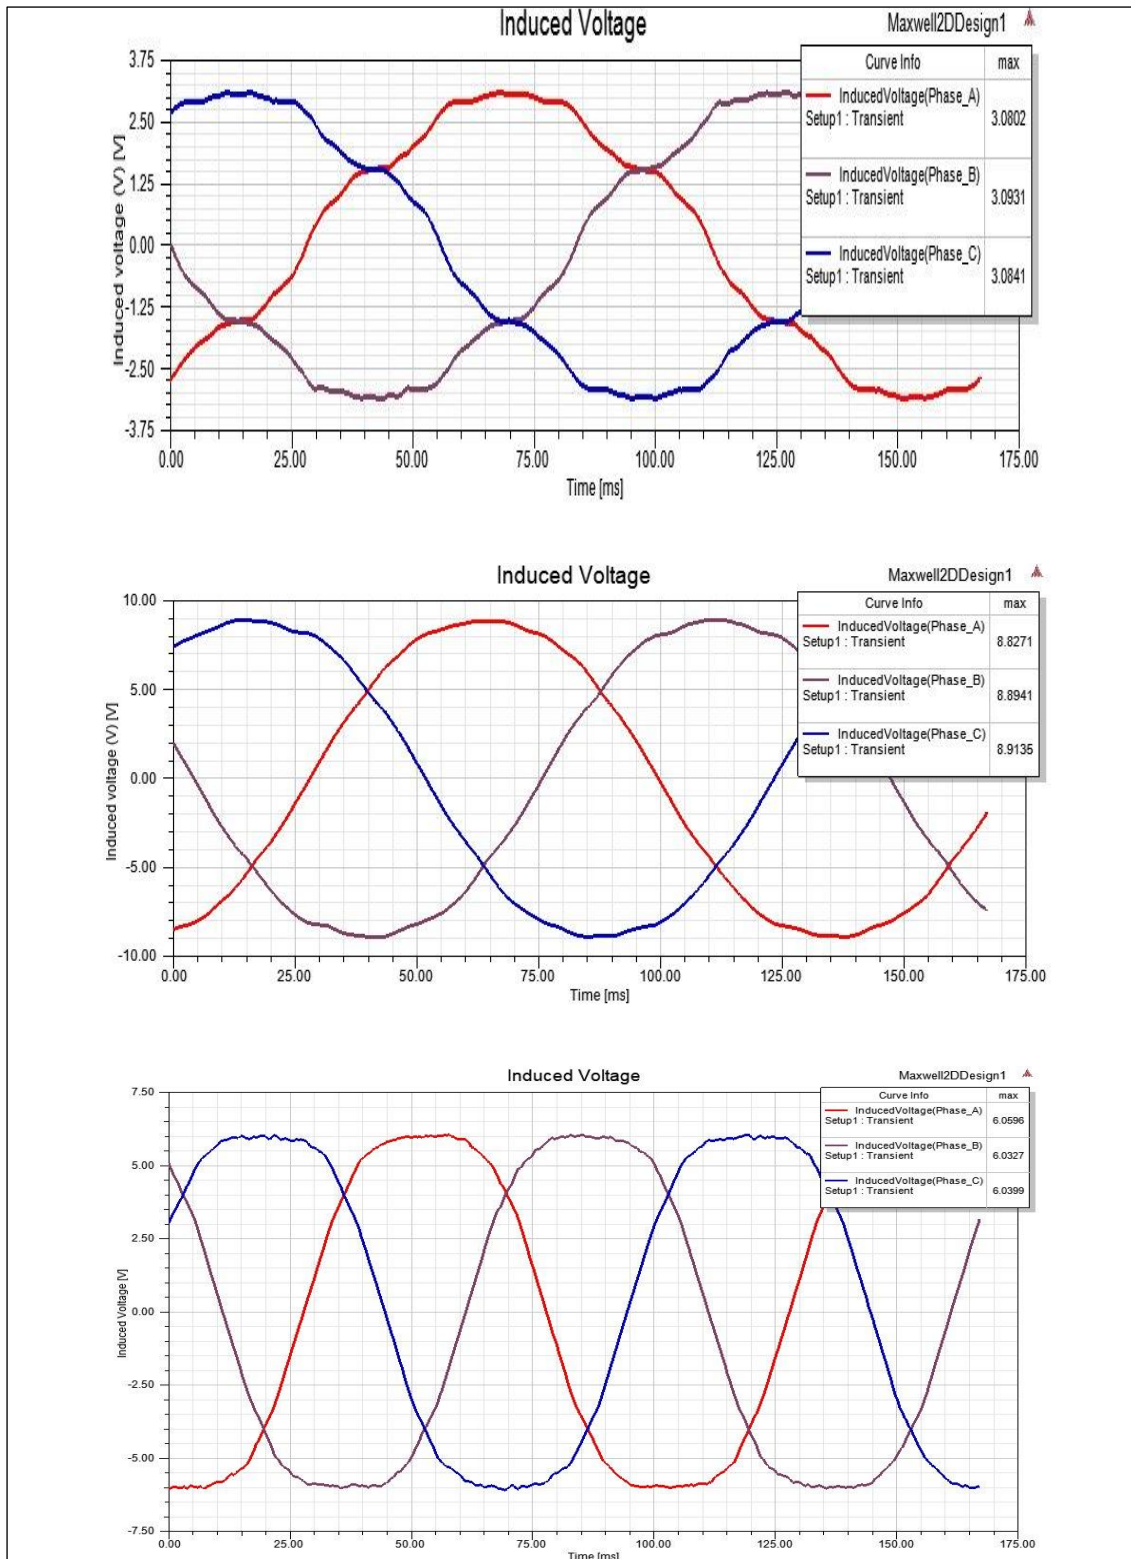 Induced Voltage
Maxwell2DDesign1
Curve Info max
InducedVoltage(Phase_A)
Setup1 : Transient 3.0802
InducedVoltage(Phase_B)
Setup1 : Transient 3.0931
InducedVoltage(Phase_C)
Setup1 : Transient 3.0841
Induced voltage (V) [V]
3.75
2.50
1.25
0.00
-1.25
-2.50
-3.75
0.00 25.00 50.00 75.00 100.00 125.00 150.00 175.00
Time [ms]
Induced Voltage
Maxwell2DDesign1
Curve Info max
InducedVoltage(Phase_A)
Setup1 : Transient 8.8271
InducedVoltage(Phase_B)
Setup1 : Transient 8.8941
InducedVoltage(Phase_C)
Setup1 : Transient 8.9135
Induced voltage (V) [V]
10.00
5.00
0.00
-5.00
-10.00
0.00 25.00 50.00 75.00 100.00 125.00 150.00 175.00
Time [ms]
Induced Voltage
Maxwell2DDesign1
Curve Info max
InducedVoltage(Phase_A)
Setup1 : Transient 6.0596
InducedVoltage(Phase_B)
Setup1 : Transient 6.0327
InducedVoltage(Phase_C)
Setup1 : Transient 6.0399
Induced Voltage [V]
7.50
5.00
2.50
0.00
-2.50
-5.00
-7.50
0.00 25.00 50.00 75.00 100.00 125.00 150.00 175.00
Time [ms]